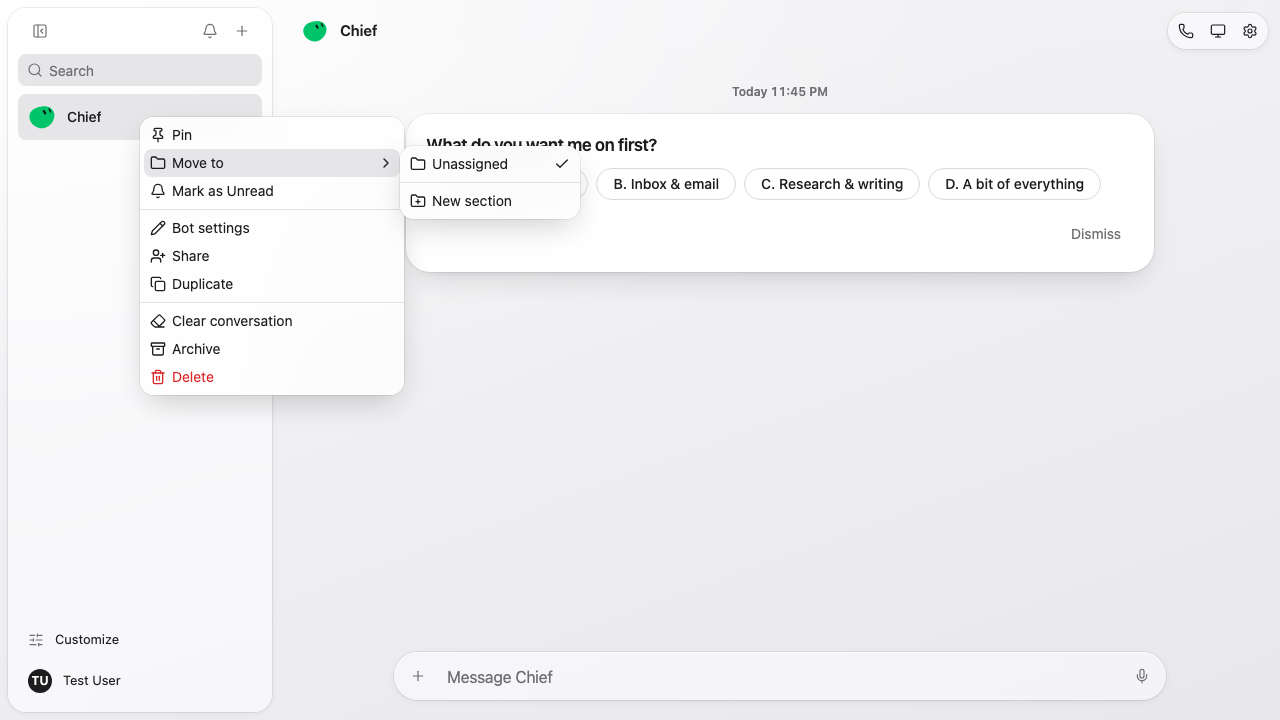 Chief
Today 11:45 PM
Search
Chief
What do you want me on first?
B. Inbox & email
C. Research & writing
D. A bit of everything
Dismiss
Pin
Move to
Mark as Unread
Bot settings
Share
Duplicate
Clear conversation
Archive
Delete
Unassigned
New section
Customize
TU
Test User
Message Chief